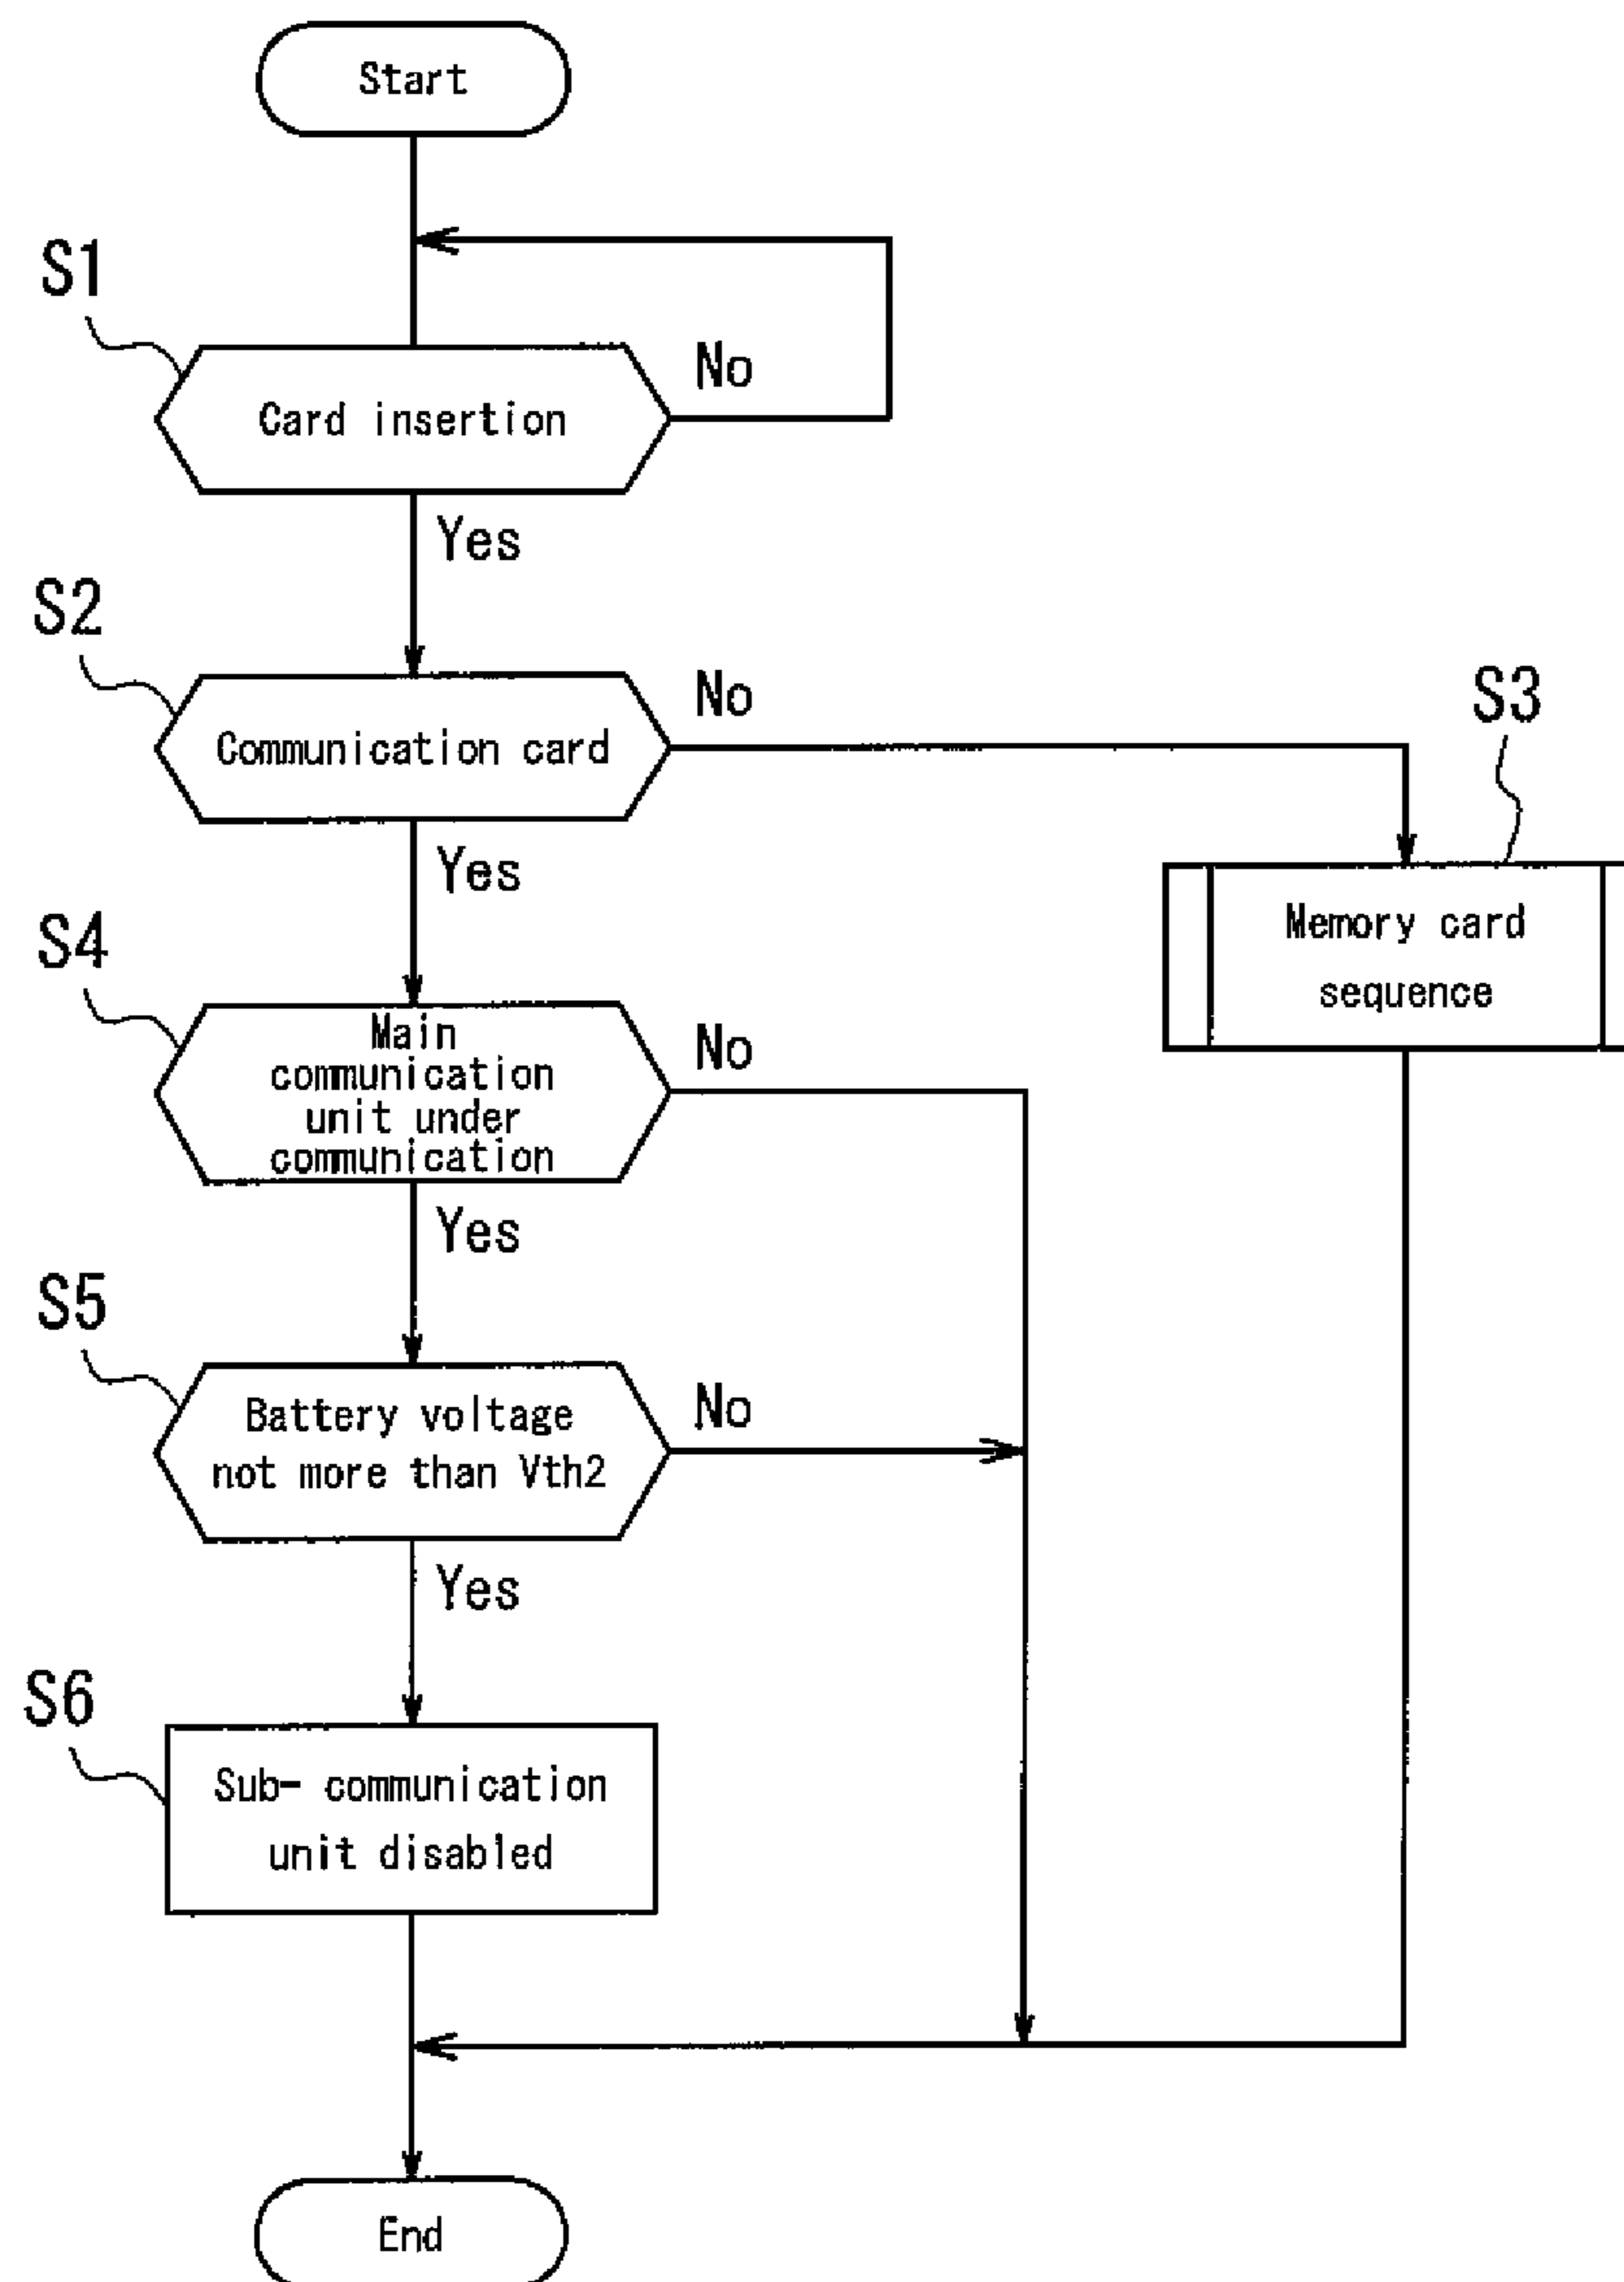 Start
S1
No
Card insertion
Yes
S2
No
S3
Communication card
Memory card
sequence
Yes
S4
No
Main
communication
unit under
communication
Yes
S5
No
Battery voltage
not more than Vth2
Yes
S6
Sub- communication
unit disabled
End